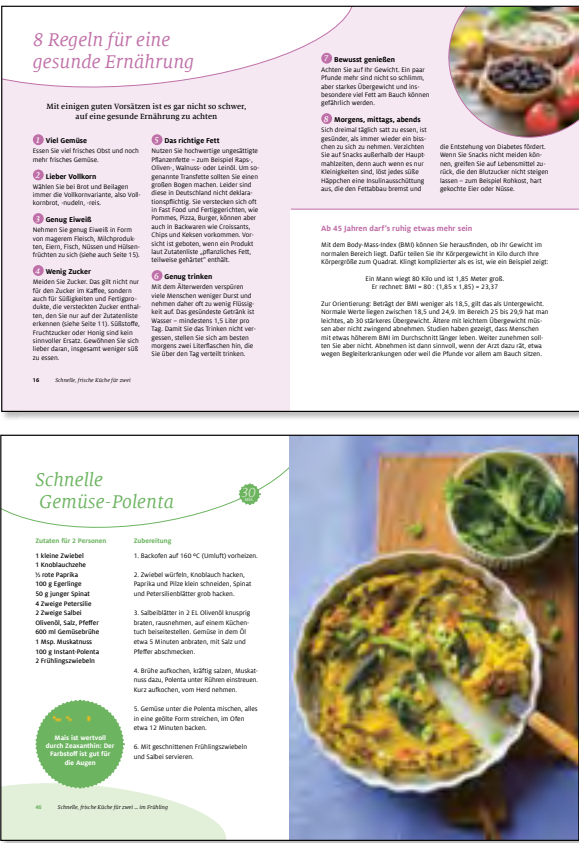 8 Regeln für eine
gesunde Ernährung
Mit einigen guten Vorsätzen ist es gar nicht so schwer,
auf eine gesunde Ernährung zu achten
1 Viel Gemüse
Essen Sie viel frisches Obst und noch
mehr frisches Gemüse.
2 Lieber Vollkorn
Wählen Sie bei Brot und Beilagen
immer die Vollkornvariante, also Voll-
kornbrot, -nudeln, -reis.
3 Genug Eiweiß
Nehmen Sie genug Eiweiß in Form
von magerem Fleisch, Milchproduk-
ten, Eiern, Fisch, Nüssen und Hülsen-
früchten zu sich (siehe auch Seite 15).
4 Wenig Zucker
Meiden Sie Zucker. Das gilt nicht nur
für den Zucker im Kaffee, sondern
auch für Süßigkeiten und Fertigpro-
dukte, die versteckten Zucker enthal-
ten, den Sie nur auf der Zutatenliste
erkennen (siehe Seite 11). Süßstoffe,
Fruchtzucker oder Honig sind kein
sinnvoller Ersatz. Gewöhnen Sie sich
lieber daran, insgesamt weniger süß
zu essen.
5 Das richtige Fett
Nutzen Sie hochwertige ungesättigte
Pflanzenfette – zum Beispiel Raps-,
Oliven-, Walnuss- oder Leinöl. Um so-
genannte Transfette sollten Sie einen
großen Bogen machen. Leider sind
diese in Deutschland nicht deklara-
tionspflichtig. Sie verstecken sich oft
in Fast Food und Fertiggerichten, wie
Pommes, Pizza, Burger, können aber
auch in Backwaren wie Croissants,
Chips und Keksen vorkommen. Vor-
sicht ist geboten, wenn ein Produkt
laut Zutatenliste „pflanzliches Fett,
teilweise gehärtet“ enthält.
6 Genug trinken
Mit dem Älterwerden verspüren
viele Menschen weniger Durst und
nehmen daher oft zu wenig Flüssig-
keit auf. Das gesündeste Getränk ist
Wasser – mindestens 1,5 Liter pro
Tag. Damit Sie das Trinken nicht ver-
gessen, stellen Sie sich am besten
morgens zwei Literflaschen hin, die
Sie über den Tag verteilt trinken.
16 Schnelle, frische Küche für zwei
7 Bewusst genießen
Achten Sie auf Ihr Gewicht. Ein paar
Pfunde mehr sind nicht so schlimm,
aber starkes Übergewicht und ins-
besondere viel Fett am Bauch können
gefährlich werden.
8 Morgens, mittags, abends
Sich dreimal täglich satt zu essen, ist
gesünder, als immer wieder ein biss-
chen zu sich zu nehmen. Verzichten
Sie auf Snacks außerhalb der Haupt-
mahlzeiten, denn auch wenn es nur
Kleinigkeiten sind, löst jedes süße
Häppchen eine Insulinausschüttung
aus, die den Fettabbau bremst und
die Entstehung von Diabetes fördert.
Wenn Sie Snacks nicht meiden kön-
nen, greifen Sie auf Lebensmittel zu-
rück, die den Blutzucker nicht steigen
lassen – zum Beispiel Rohkost, hart
gekochte Eier oder Nüsse.
Ab 45 Jahren darf's ruhig etwas mehr sein
Mit dem Body-Mass-Index (BMI) können Sie herausfinden, ob Ihr Gewicht im
normalen Bereich liegt. Dafür teilen Sie Ihr Körpergewicht in Kilo durch Ihre
Körpergröße zum Quadrat. Klingt komplizierter als es ist, wie ein Beispiel zeigt:
Ein Mann wiegt 80 Kilo und ist 1,85 Meter groß.
Er rechnet: BMI = 80 : (1,85 x 1,85) = 23,37
Zur Orientierung: Beträgt der BMI weniger als 18,5, gilt das als Untergewicht.
Normale Werte liegen zwischen 18,5 und 24,9. Im Bereich 25 bis 29,9 hat man
leichtes, ab 30 stärkeres Übergewicht. Ältere mit leichtem Übergewicht müs-
sen aber nicht zwingend abnehmen. Studien haben gezeigt, dass Menschen
mit etwas höherem BMI im Durchschnitt länger leben. Weiter zunehmen soll-
ten Sie aber nicht. Abnehmen ist dann sinnvoll, wenn der Arzt dazu rät, etwa
wegen Begleiterkrankungen oder weil die Pfunde vor allem am Bauch sitzen.
Schnelle
Gemüse-Polenta
30
Zutaten für 2 Personen
1 kleine Zwiebel
1 Knoblauchzehe
½ rote Paprika
100 g Egerlinge
50 g junger Spinat
4 Zweige Petersilie
2 Zweige Salbei
Olivenöl, Salz, Pfeffer
600 ml Gemüsebrühe
1 Msp. Muskatnuss
100 g Instant-Polenta
2 Frühlingszwiebeln
Zubereitung
1. Backofen auf 160 °C (Umluft) vorheizen.
2. Zwiebel würfeln, Knoblauch hacken,
Paprika und Pilze klein schneiden, Spinat
und Petersilienblätter grob hacken.
3. Salbeiblätter in 2 EL Olivenöl knusprig
braten, rausnehmen, auf einem Küchen-
tuch beiseitestellen. Gemüse in dem Öl
etwa 5 Minuten anbraten, mit Salz und
Pfeffer abschmecken.
4. Brühe aufkochen, kräftig salzen, Muskat-
nuss dazu, Polenta unter Rühren einstreuen.
Kurz aufkochen, vom Herd nehmen.
5. Gemüse unter die Polenta mischen, alles
in eine geölte Form streichen, im Ofen
etwa 12 Minuten backen.
6. Mit geschnittenen Frühlingszwiebeln
und Salbei servieren.
Mais ist wertvoll
durch Zeaxanthin: Der
Farbstoff ist gut für
die Augen
Schnelle, frische Küche für zwei ... im Frühling